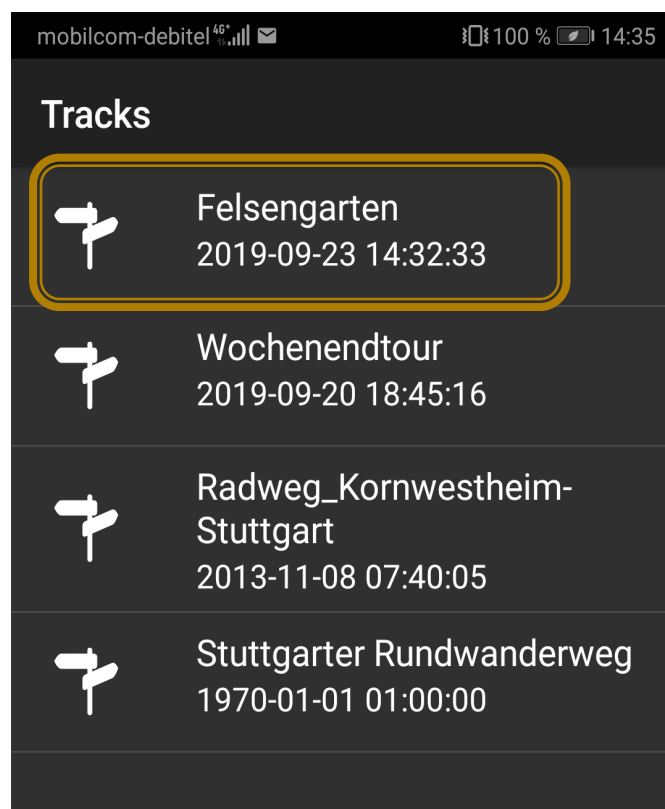 mobilcom-debitel 4G+ 100 % 14:35
Tracks
Felsengarten
2019-09-23 14:32:33
Wochenendtour
2019-09-20 18:45:16
Radweg_Kornwestheim-
Stuttgart
2013-11-08 07:40:05
Stuttgarter Rundwanderweg
1970-01-01 01:00:00